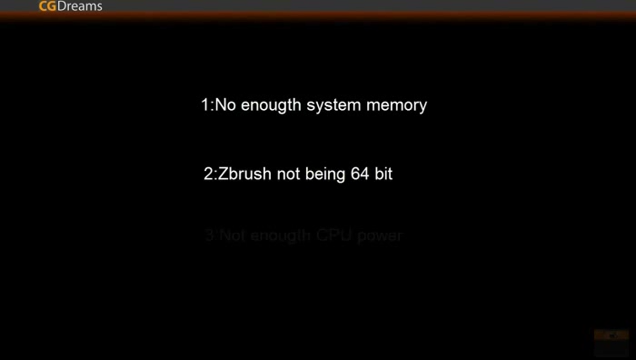 CGDreams
1:No enougth system memory
2:Zbrush not being 64 bit
3:Not enougth CPU power